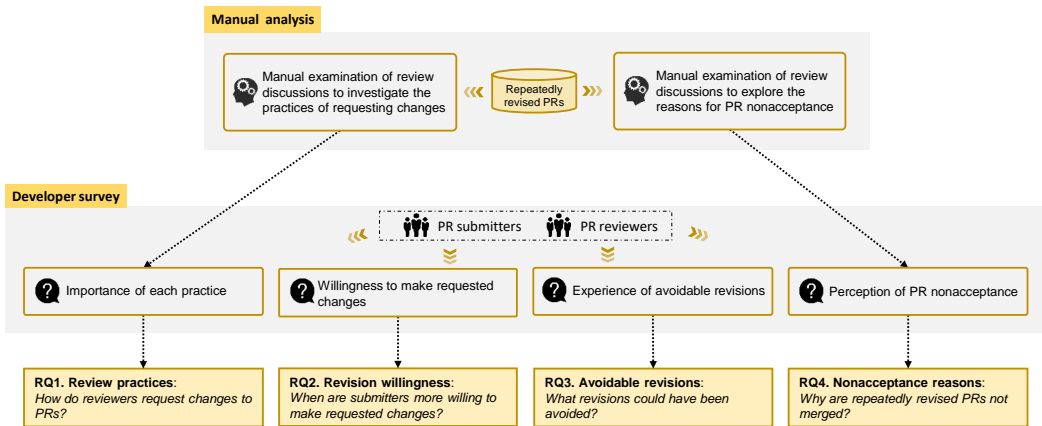 Manual analysis
Manual examination of review
discussions to investigate the
practices of requesting changes
Repeatedly
revised PRs
Manual examination of review
discussions to explore the
reasons for PR nonacceptance
Developer survey
PR submitters
PR reviewers
Importance of each practice
Willingness to make requested
changes
Experience of avoidable revisions
Perception of PR nonacceptance
RQ1. Review practices:
How do reviewers request changes to
PRs?
RQ2. Revision willingness:
When are submitters more willing to
make requested changes?
RQ3. Avoidable revisions:
What revisions could have been
avoided?
RQ4. Nonacceptance reasons:
Why are repeatedly revised PRs not
merged?